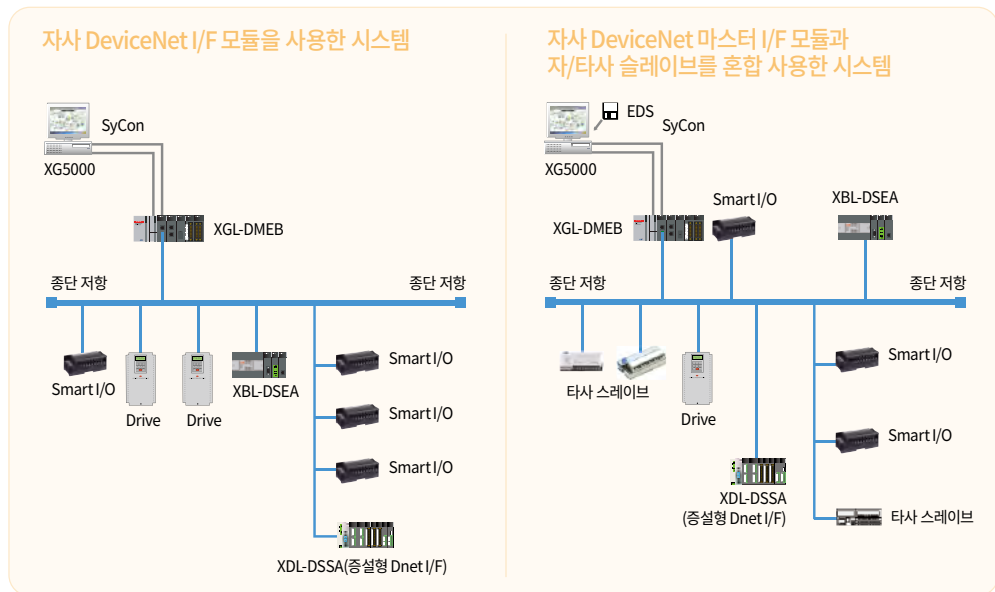 자사 DeviceNet I/F 모듈을 사용한 시스템
SyCon
XG5000
XGL-DMEB
종단 저항
종단 저항
Smart I/O
Drive
Drive
XBL-DSEA
Smart I/O
Smart I/O
Smart I/O
XDL-DSSA(증설형 Dnet I/F)
자사 DeviceNet 마스터 I/F 모듈과
자/타사 슬레이브를 혼합 사용한 시스템
EDS
SyCon
XG5000
XGL-DMEB
Smart I/O
XBL-DSEA
종단 저항
종단 저항
타사 스레이브
Drive
Smart I/O
Smart I/O
XDL-DSSA
(증설형 Dnet I/F)
타사 스레이브